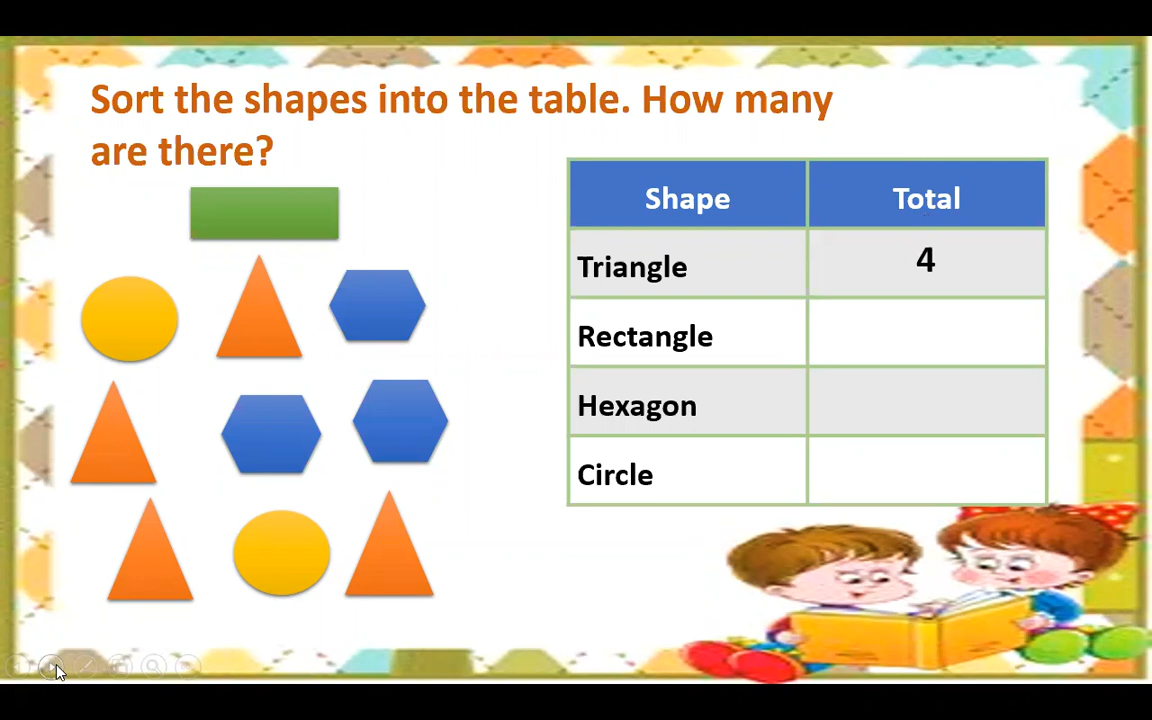 Sort the shapes into the table. How many
are there?
Shape Total
Triangle 4
Rectangle
Hexagon
Circle